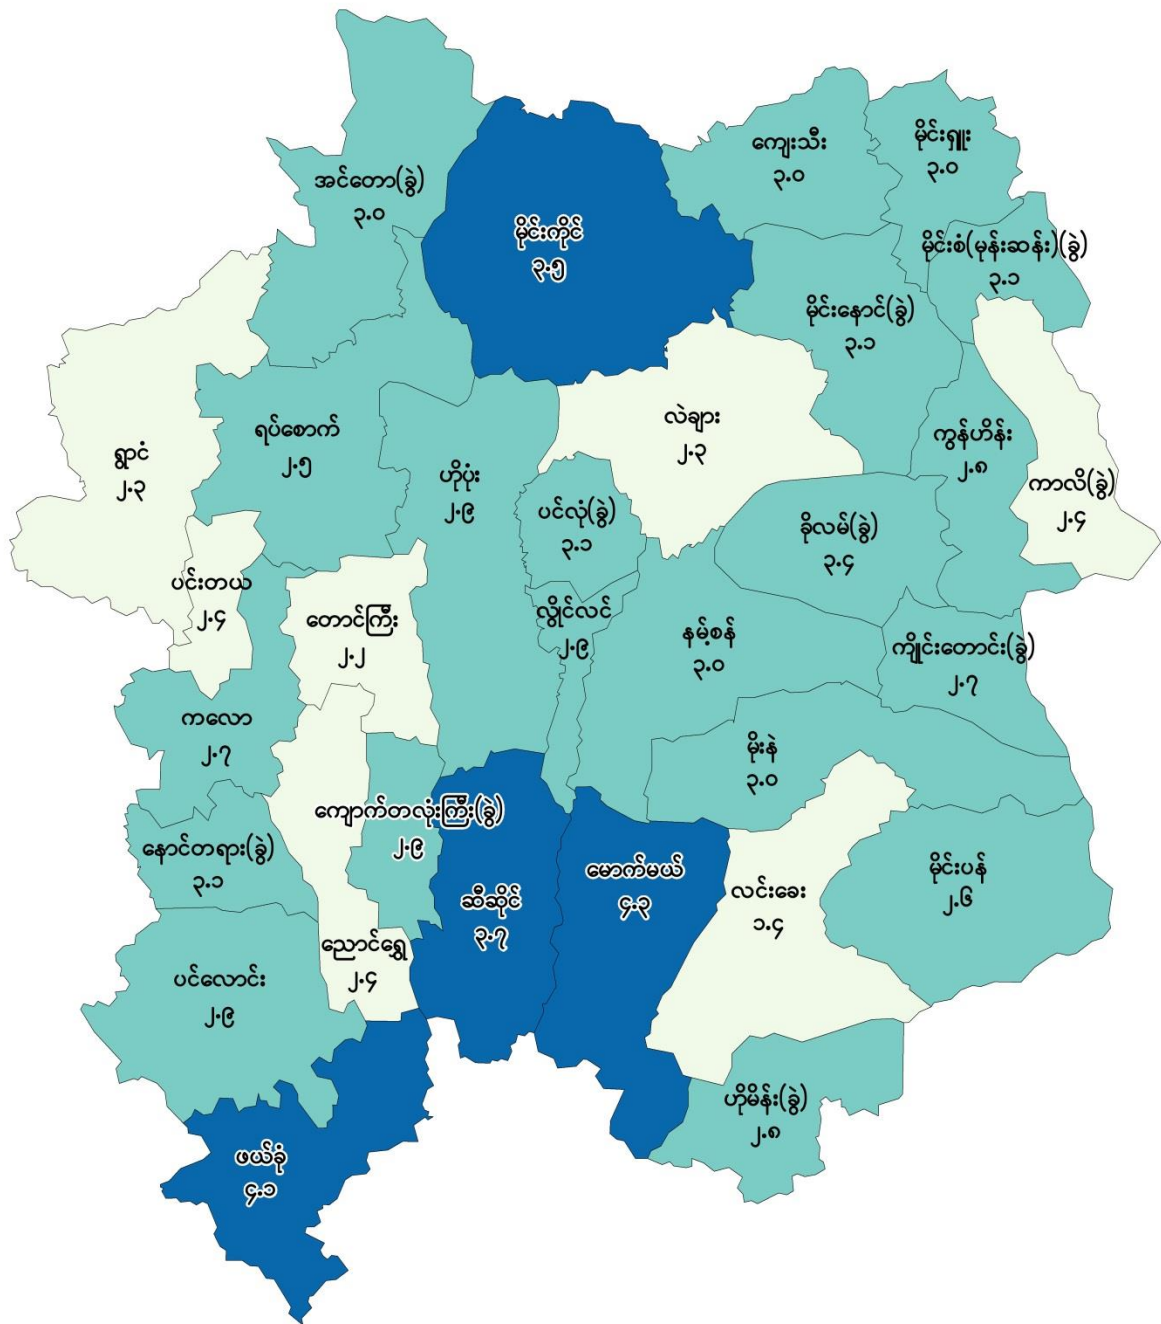 အင်တော(ခွဲ)
၃.၀
မိုင်းကိုင်
၃.၅
ကျေးသီး
၃.၀
မိုင်းရှူး
၃.၀
မိုင်းစံ(မုန်းဆန်း)(ခွဲ)
၃.၁
မိုင်းနောင်(ခွဲ)
၃.၁
ရွာငံ
၂.၃
ရပ်စောက်
၂.၅
ဟိုပုံး
၂.၉
လဲချား
၂.၃
ကွန်ဟိန်း
၂.၈
ကာလိ(ခွဲ)
၂.၄
ပင်လုံ(ခွဲ)
၃.၁
ခိုလမ်(ခွဲ)
၃.၄
ပင်းတယ
၂.၄
တောင်ကြီး
၂.၂
လွိုင်လင်
၂.၉
နမ့်စန်
၃.၀
ကျိုင်းတောင်း(ခွဲ)
၂.၇
ကလော
၂.၇
မိုးနဲ
၃.၀
ကျောက်တလုံးကြီး(ခွဲ)
၂.၉
နောင်တရား(ခွဲ)
၃.၁
ဆီဆိုင်
၃.၇
မောက်မယ်
၄.၃
လင်းခေး
၁.၄
မိုင်းပန်
၂.၆
ညောင်ရွှေ
၂.၄
ပင်လောင်း
၂.၉
ဟိုမိန်း(ခွဲ)
၂.၈
ဖယ်ခုံ
၄.၁